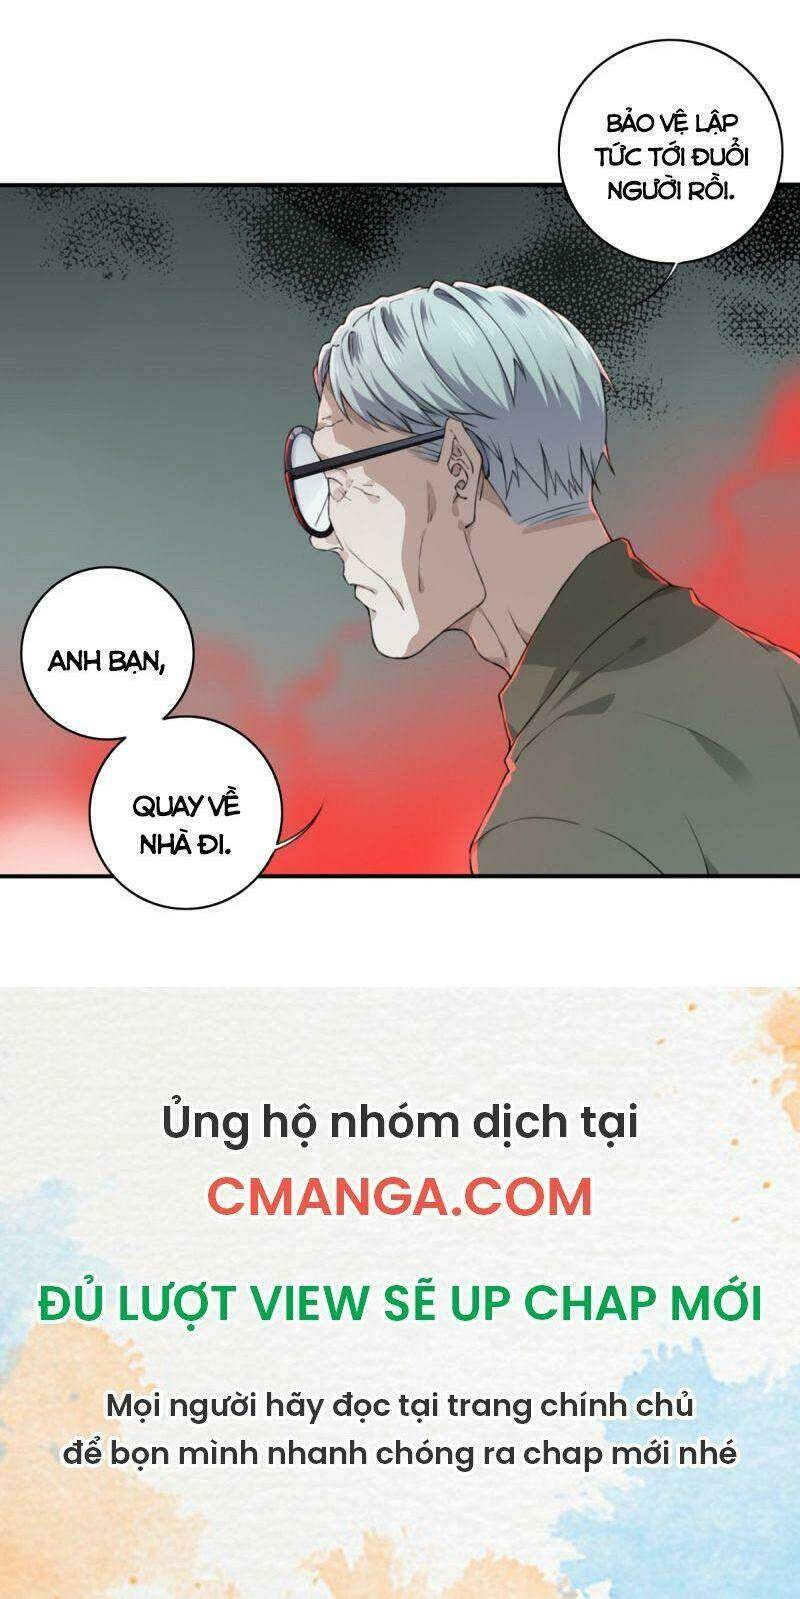 BẢO VỆ LẬP
TỨC TỚI ĐUỔI
NGƯỜI RỒI.
ANH BẠN,
QUAY VỀ
NHÀ ĐI.
Ủng hộ nhóm dịch tại
CMANGA.COM
ĐỦ LƯỢT VIEW SẼ UP CHAP MỚI
Mọi người hãy đọc tại trang chính chủ
để bọn mình nhanh chóng ra chap mới nhé